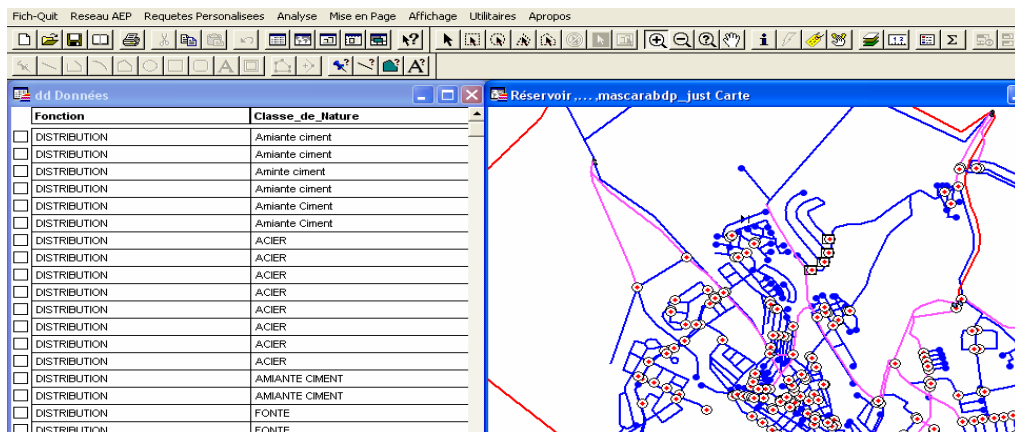 Fich-Quit Reseau AEP Requetes Personalisees Analyse Mise en Page Affichage Utilitaires Apropos
dd Données
Fonction Classe_de_Nature
DISTRIBUTION Amiante ciment
DISTRIBUTION Aminte ciment
DISTRIBUTION Amiante ciment
DISTRIBUTION Amiante ciment
DISTRIBUTION Amiante Ciment
DISTRIBUTION Amiante Ciment
DISTRIBUTION ACIER
DISTRIBUTION ACIER
DISTRIBUTION ACIER
DISTRIBUTION ACIER
DISTRIBUTION ACIER
DISTRIBUTION ACIER
DISTRIBUTION ACIER
DISTRIBUTION ACIER
DISTRIBUTION AMIANTE CIMENT
DISTRIBUTION AMIANTE CIMENT
DISTRIBUTION FONTE
DISTRIBUTION FONTE
Réservoir,...,mascarabdp_just Carte